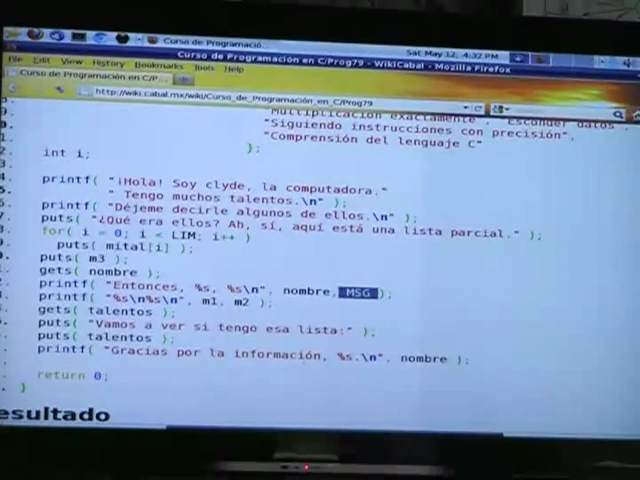 Curso de Programació...
Sat May 12, 4:37 PM
Curso de Programación en C/Prog79 - WikiCabal - Mozilla Firefox
File Edit View History Bookmarks Tools Help
Curso de Programación en C/P...
http://wiki.cabal.mx/wiki/Curso_de_Programación_en_C/Prog79
"Multiplicación exactamente", "Esconder datos",
"Siguiendo instrucciones con precisión",
"Comprensión del lenguaje C"
int i; };
printf( "¡Hola! Soy clyde, la computadora."
" Tengo muchos talentos.\n" );
printf( "Déjeme decirle algunos de ellos.\n" );
puts( "¿Qué era ellos? Ah, sí, aquí está una lista parcial." );
for( i = 0; i < LIM; i++ )
puts( mital[i] );
puts( m3 );
gets( nombre );
printf( "Entonces, %s, %s\n", nombre, MSG );
printf( "%s\n%s\n", m1, m2 );
gets( talentos );
puts( "Vamos a ver si tengo esa lista:" );
puts( talentos );
printf( "Gracias por la información, %s.\n", nombre );
return 0;
}
esultado